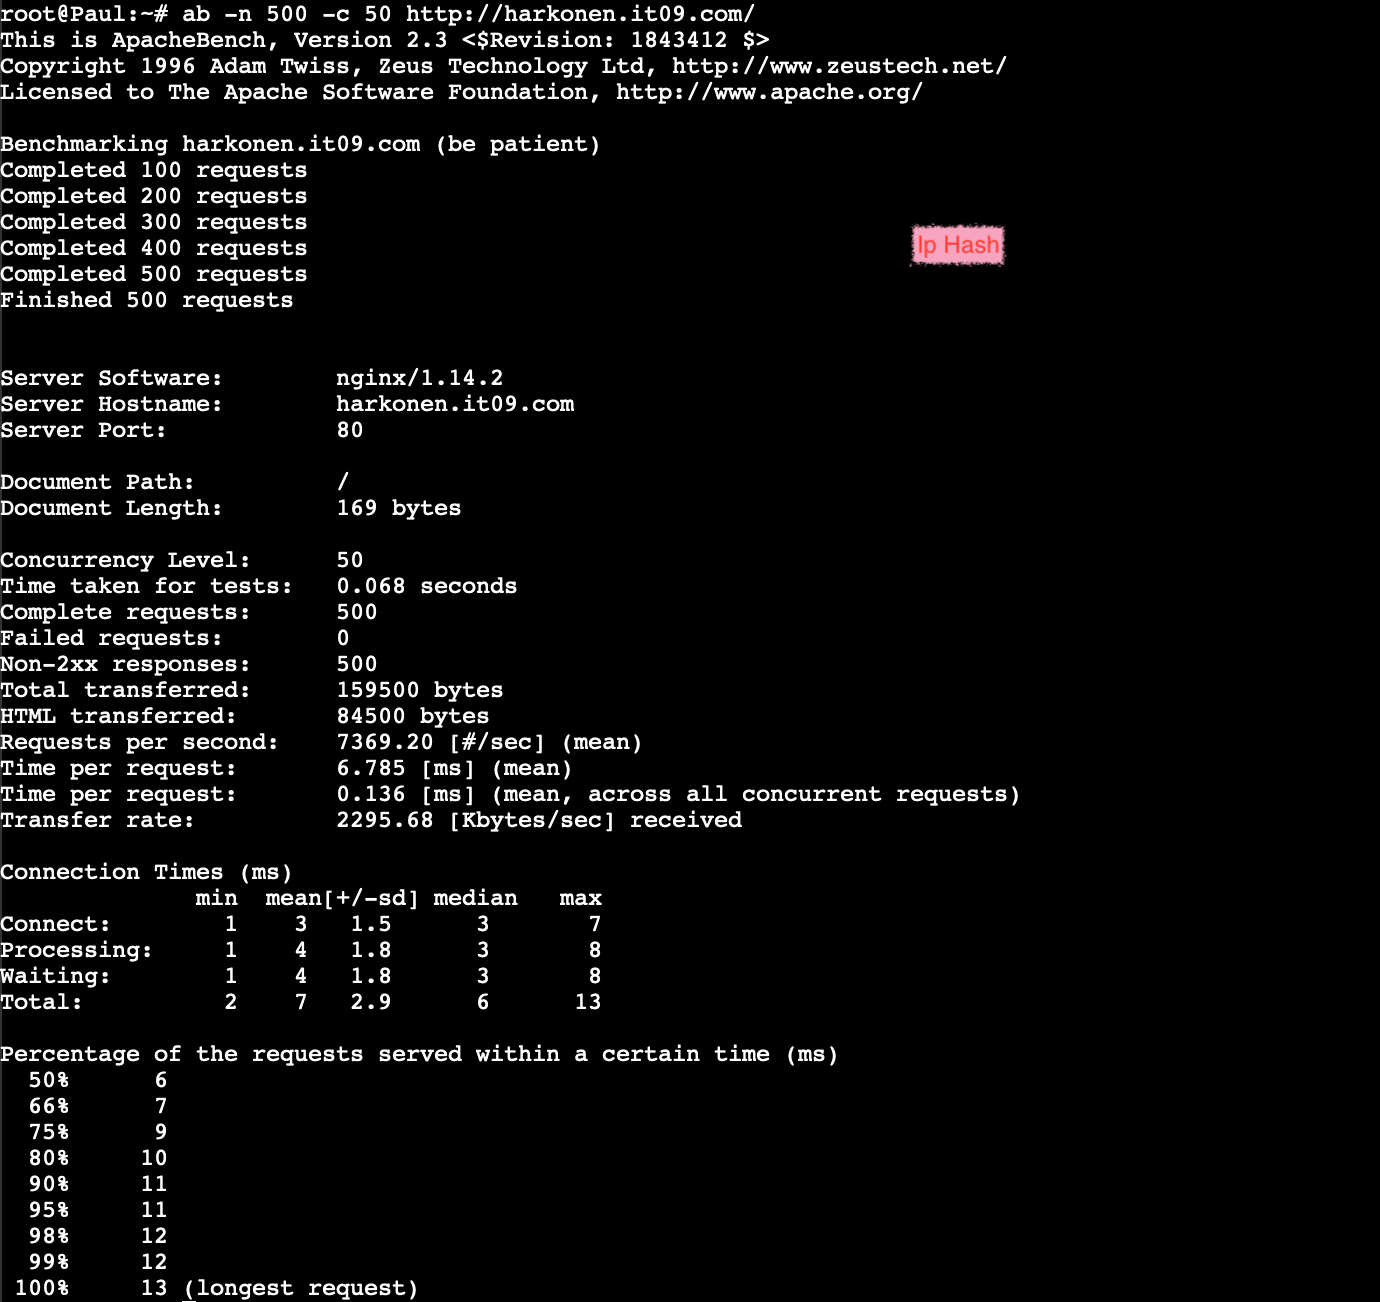 root@Paul:~# ab -n 500 -c 50 http://harkonen.it09.com/
This is ApacheBench, Version 2.3 <$Revision: 1843412 $>
Copyright 1996 Adam Twiss, Zeus Technology Ltd, http://www.zeustech.net/
Licensed to The Apache Software Foundation, http://www.apache.org/

Benchmarking harkonen.it09.com (be patient)
Completed 100 requests
Completed 200 requests
Completed 300 requests
Ip Hash
Completed 400 requests
Completed 500 requests
Finished 500 requests

Server Software:        nginx/1.14.2
Server Hostname:        harkonen.it09.com
Server Port:            80

Document Path:          /
Document Length:        169 bytes

Concurrency Level:      50
Time taken for tests:   0.068 seconds
Complete requests:      500
Failed requests:        0
Non-2xx responses:      500
Total transferred:      159500 bytes
HTML transferred:       84500 bytes
Requests per second:    7369.20 [#/sec] (mean)
Time per request:       6.785 [ms] (mean)
Time per request:       0.136 [ms] (mean, across all concurrent requests)
Transfer rate:          2295.68 [Kbytes/sec] received

Connection Times (ms)
              min  mean[+/-sd] median   max
Connect:        1    3   1.5      3       7
Processing:     1    4   1.8      3       8
Waiting:        1    4   1.8      3       8
Total:          2    7   2.9      6      13

Percentage of the requests served within a certain time (ms)
  50%      6
  66%      7
  75%      9
  80%     10
  90%     11
  95%     11
  98%     12
  99%     12
 100%     13 (longest request)